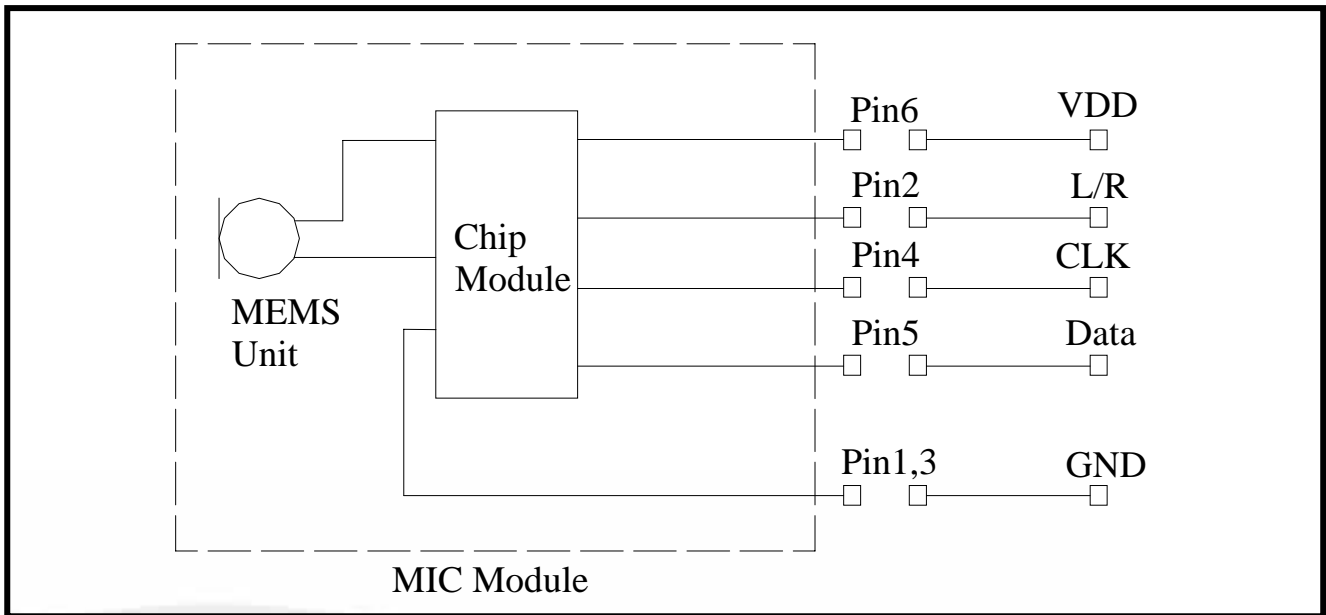 Pin6 VDD
Pin2 L/R
Chip
Module
Pin4 CLK
MEMS
Unit
Pin5 Data
Pin1,3 GND
MIC Module